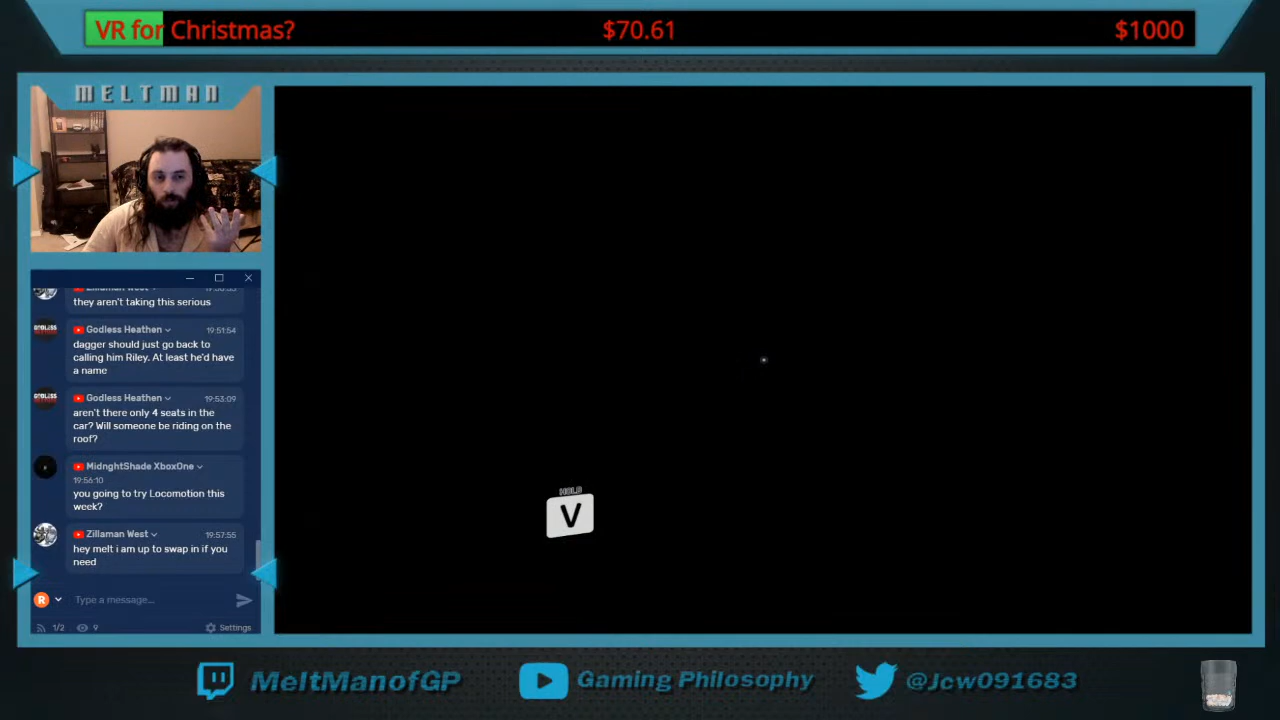 VR for Christmas?
$70.61
$1000
MELTMAN
Zillaman West
they aren't taking this serious
Godless Heathen
19:51:54
dagger should just go back to
calling him Riley. At least he'd have
a name
Godless Heathen
19:53:09
aren't there only 4 seats in the
car? Will someone be riding on the
roof?
MidnghtShade XboxOne
19:56:10
you going to try Locomotion this
week?
Zillaman West
19:57:55
hey melt i am up to swap in if you
need
R
Type a message...
1/2
9
Settings
HOLD
V
MeltManofGP
Gaming Philosophy
@Jcw091683